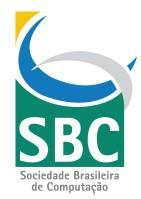 SBC
Sociedade Brasileira
de Computação